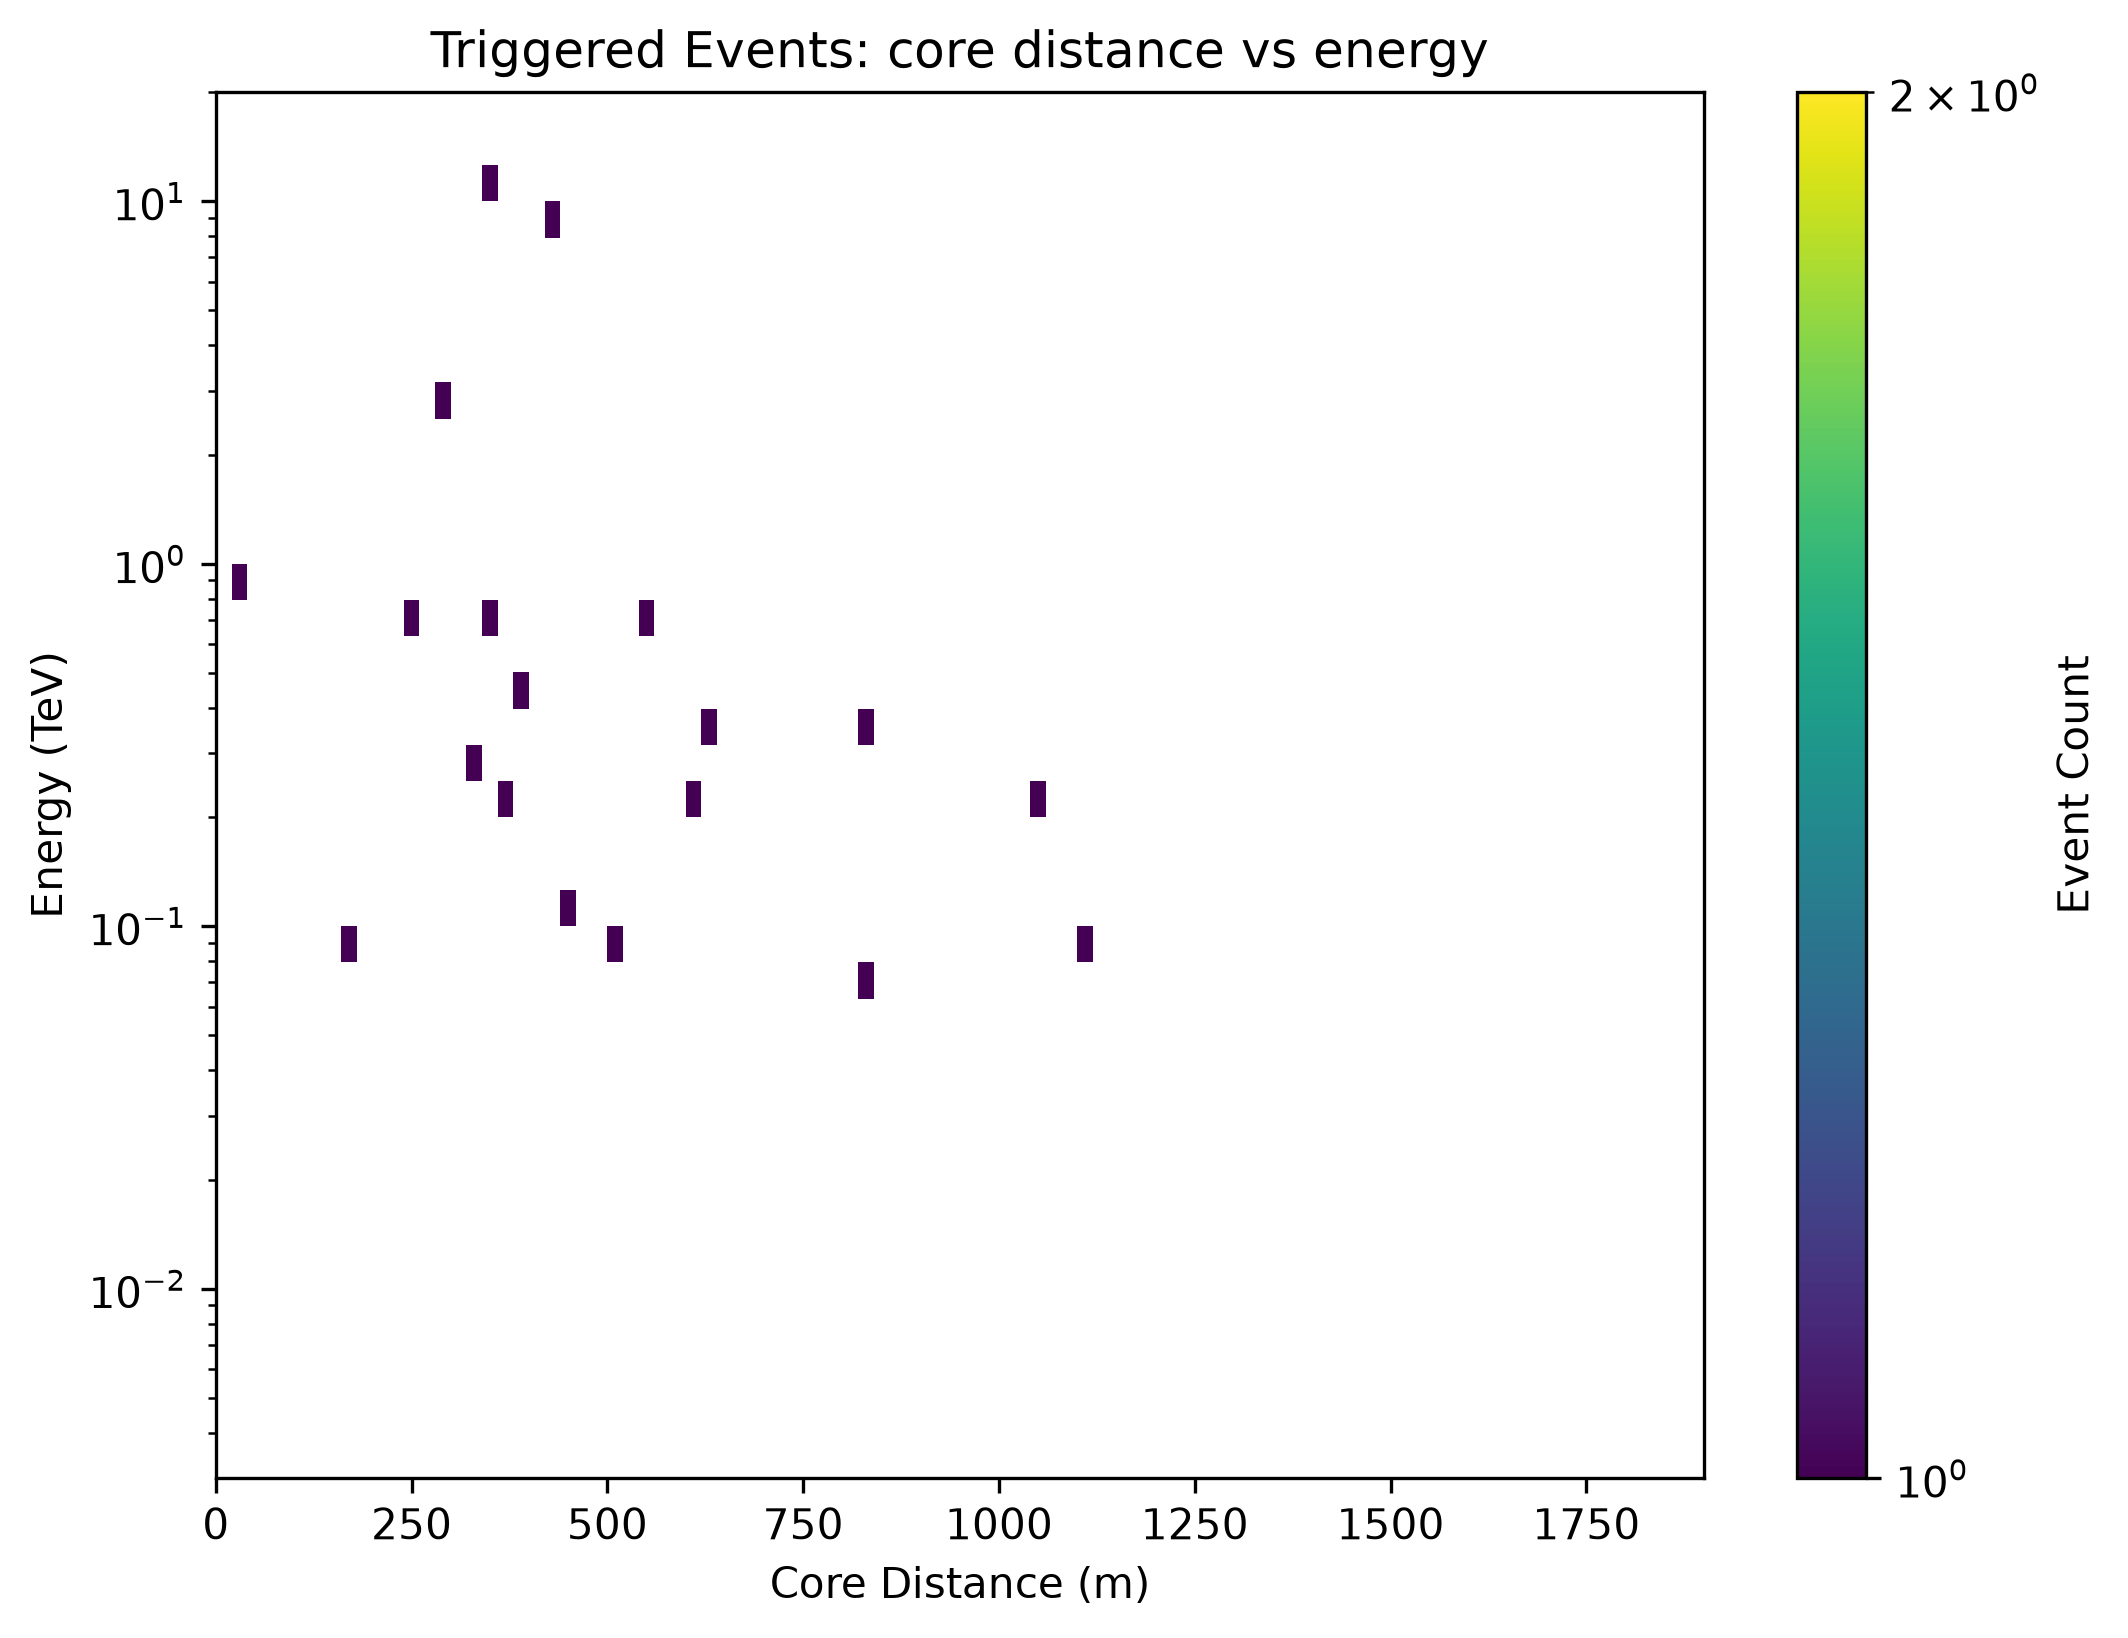 Triggered Events: core distance vs energy
2 × 10⁰
10¹
10⁰
10⁻¹
10⁻²
Energy (TeV)
Event Count
10⁰
0 250 500 750 1000 1250 1500 1750
Core Distance (m)